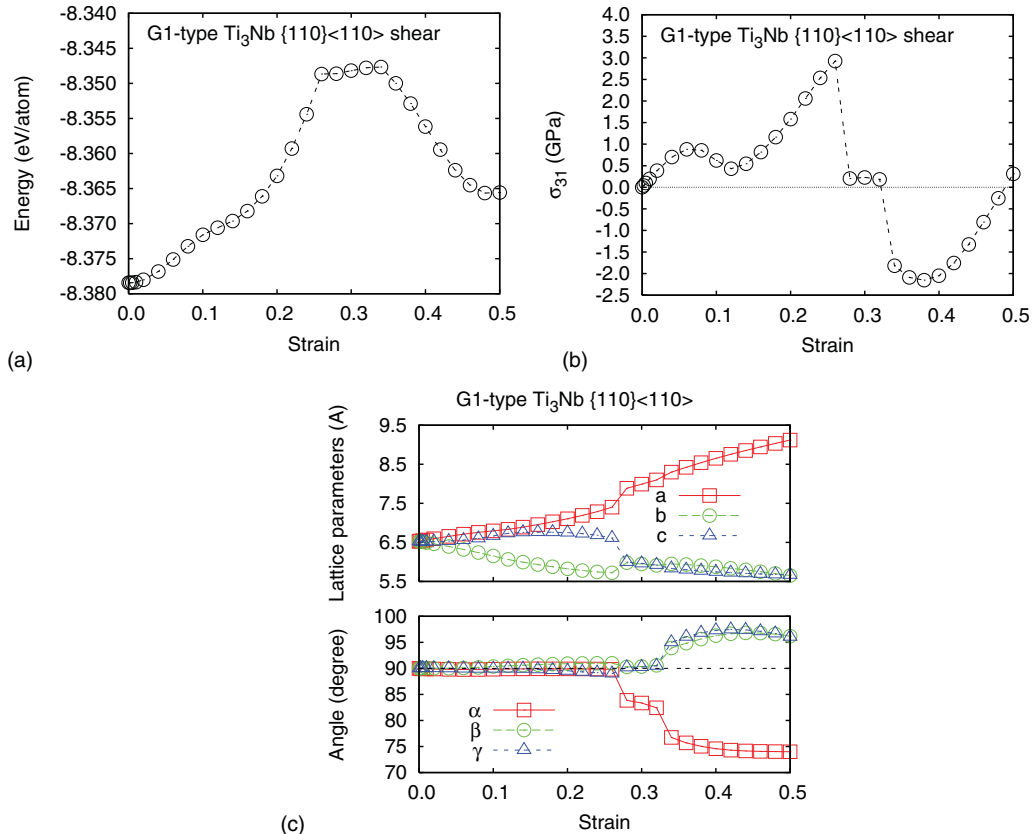 G1-type Ti₃Nb {110}<110> shear
-8.340
-8.345
-8.350
-8.355
-8.360
-8.365
-8.370
-8.375
-8.380
Energy (eV/atom)
0.0 0.1 0.2 0.3 0.4 0.5
Strain
(a)
G1-type Ti₃Nb {110}<110> shear
4.0
3.5
3.0
2.5
2.0
1.5
1.0
0.5
0.0
-0.5
-1.0
-1.5
-2.0
-2.5
σ₃₁ (GPa)
0.0 0.1 0.2 0.3 0.4 0.5
Strain
(b)
G1-type Ti₃Nb {110}<110>
9.5
8.5
7.5
6.5
5.5
Lattice parameters (A)
a
b
c
100
95
90
85
80
75
70
Angle (degree)
α
β
γ
0.0 0.1 0.2 0.3 0.4 0.5
Strain
(c)